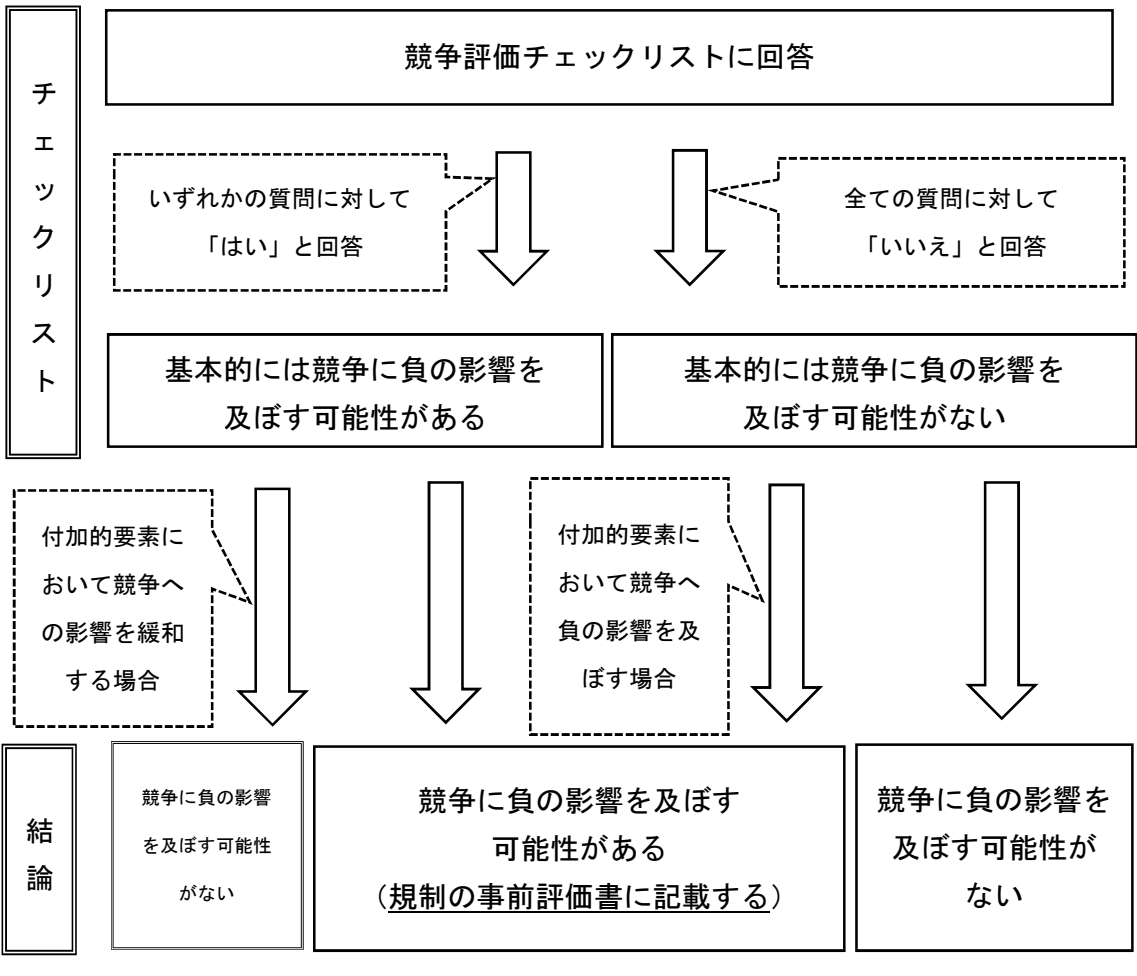 チェックリスト
競争評価チェックリストに回答
いずれかの質問に対して
「はい」と回答
全ての質問に対して
「いいえ」と回答
基本的には競争に負の影響を
及ぼす可能性がある
基本的には競争に負の影響を
及ぼす可能性がない
付加的要素に
おいて競争へ
の影響を緩和
する場合
付加的要素に
おいて競争へ
負の影響を及
ぼす場合
結論
競争に負の影響
を及ぼす可能性
がない
競争に負の影響を及ぼす
可能性がある
（規制の事前評価書に記載する）
競争に負の影響を
及ぼす可能性が
ない